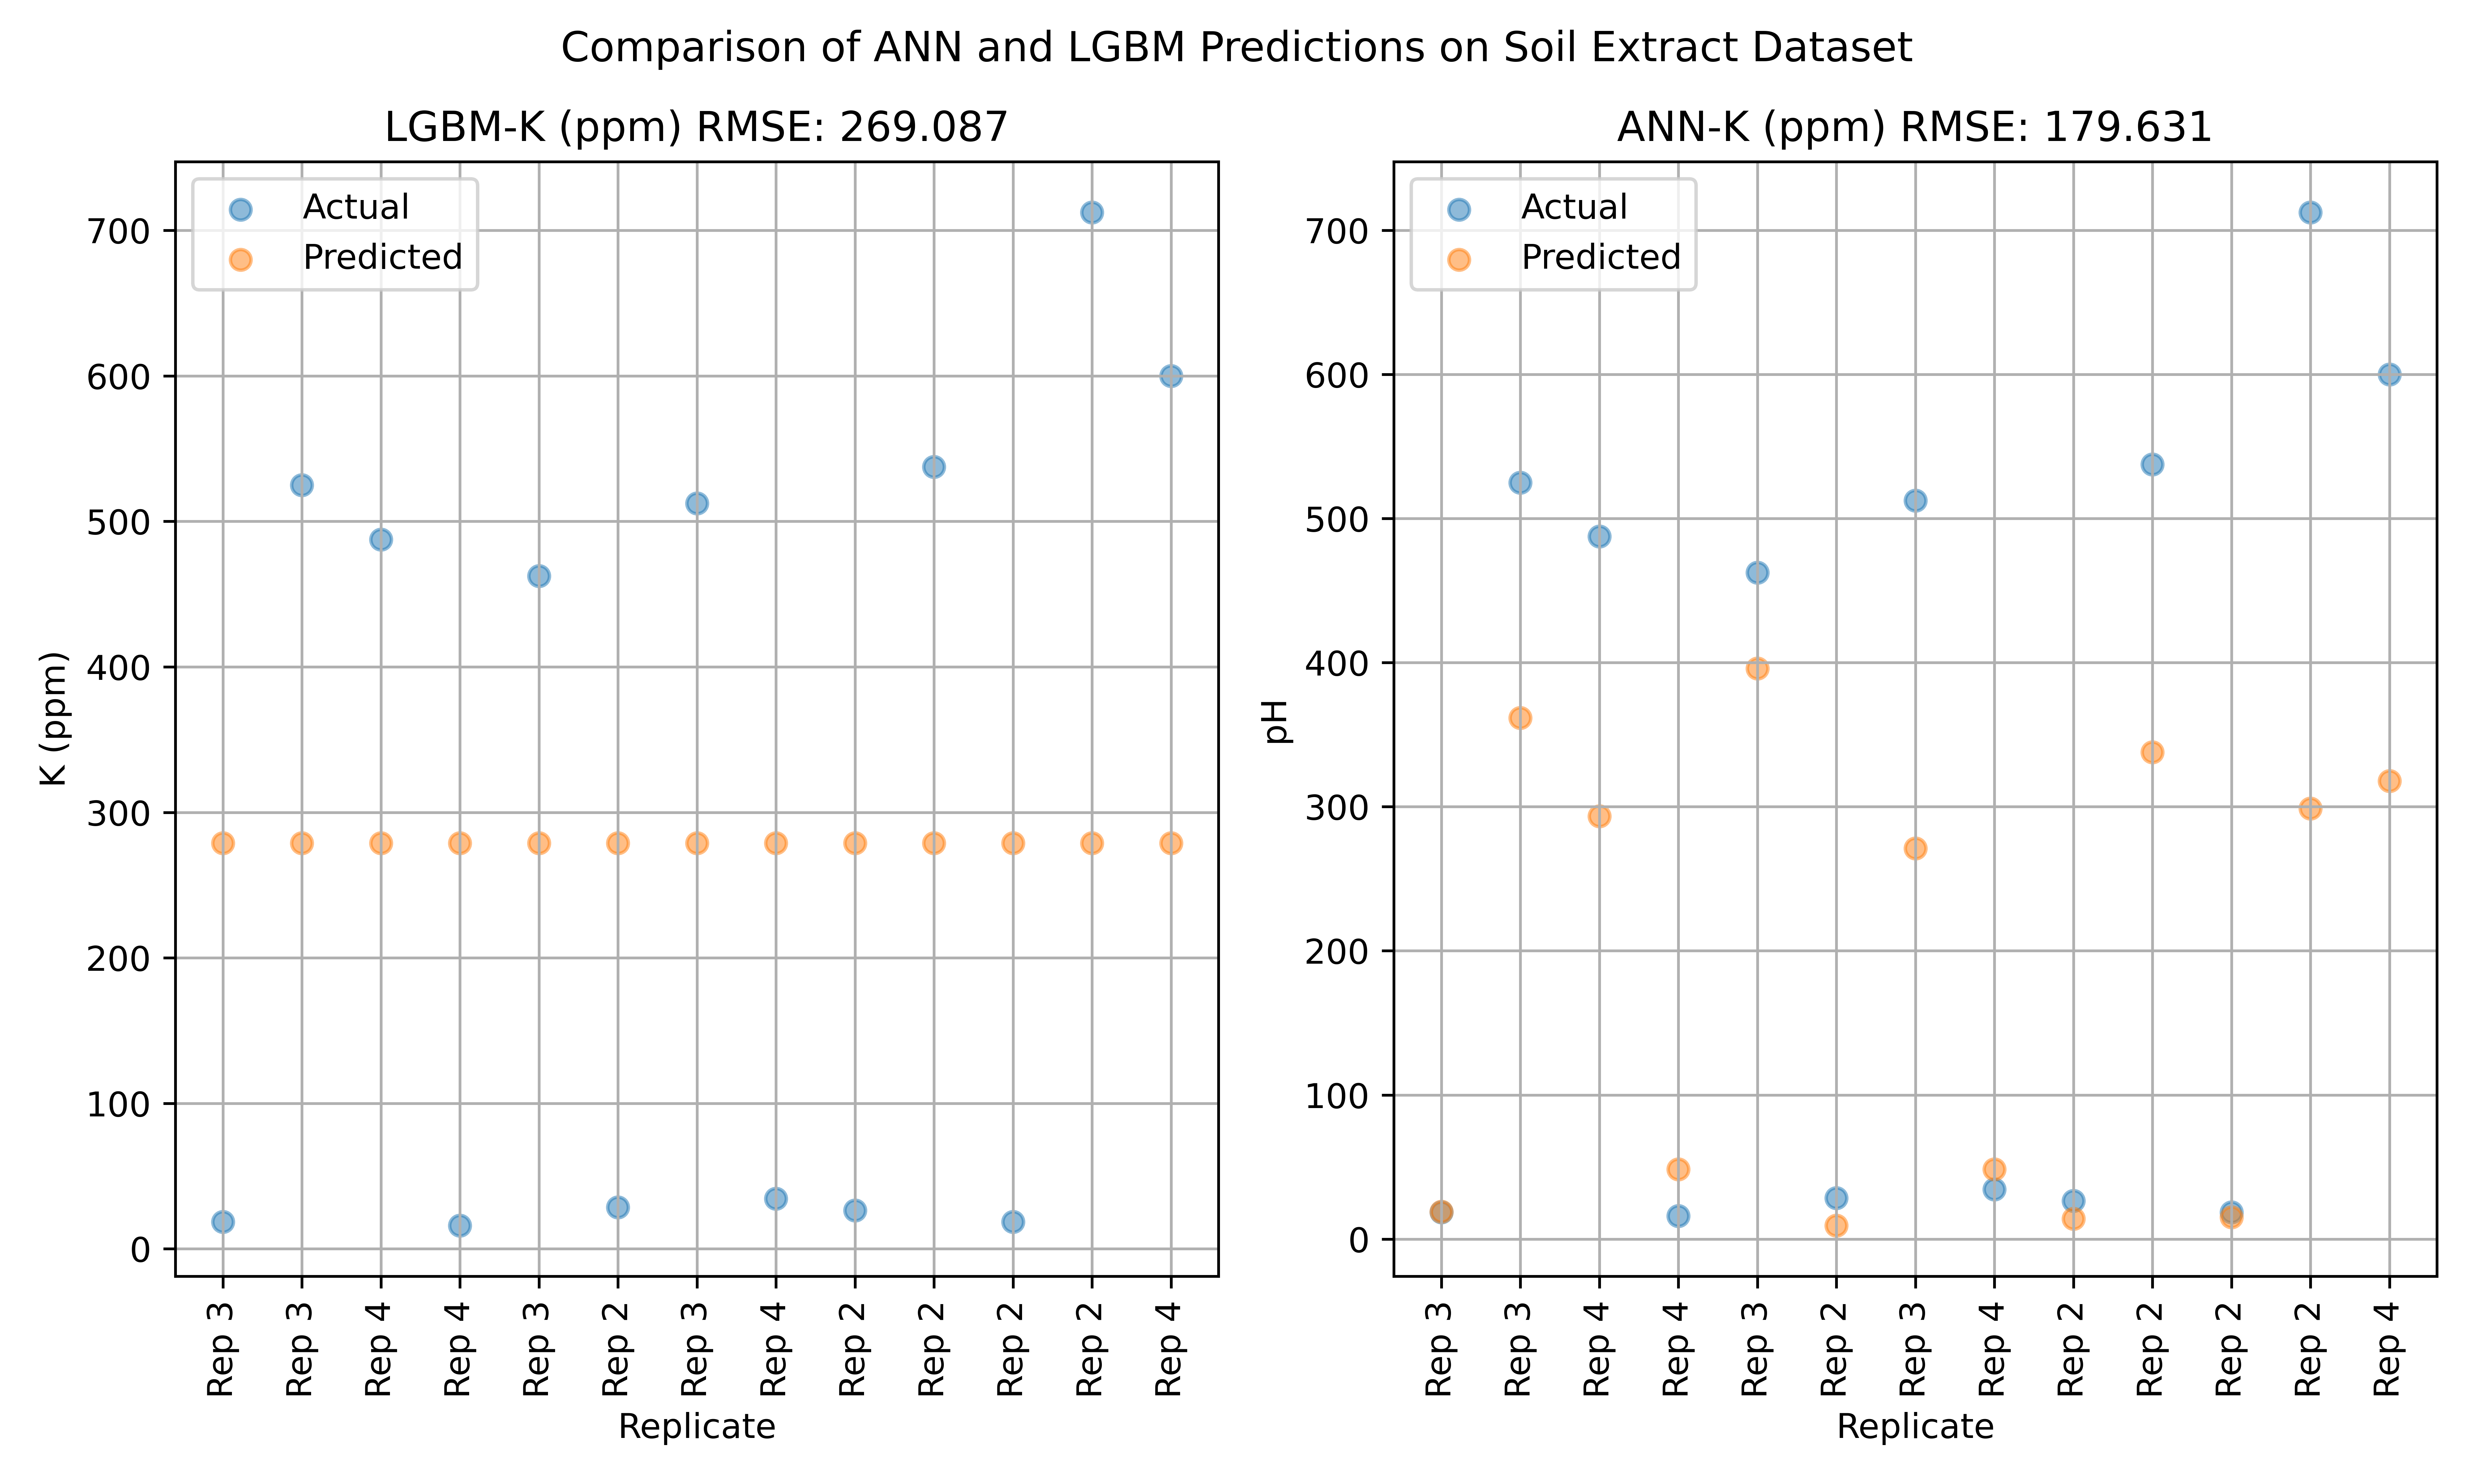 Comparison of ANN and LGBM Predictions on Soil Extract Dataset
LGBM-K (ppm) RMSE: 269.087
Actual
Predicted
700
600
500
400
300
200
100
0
K (ppm)
Rep 3
Rep 3
Rep 4
Rep 4
Rep 3
Rep 2
Rep 3
Rep 4
Rep 2
Rep 2
Rep 2
Rep 2
Rep 4
Replicate
ANN-K (ppm) RMSE: 179.631
Actual
Predicted
700
600
500
400
300
200
100
0
pH
Rep 3
Rep 3
Rep 4
Rep 4
Rep 3
Rep 2
Rep 3
Rep 4
Rep 2
Rep 2
Rep 2
Rep 2
Rep 4
Replicate